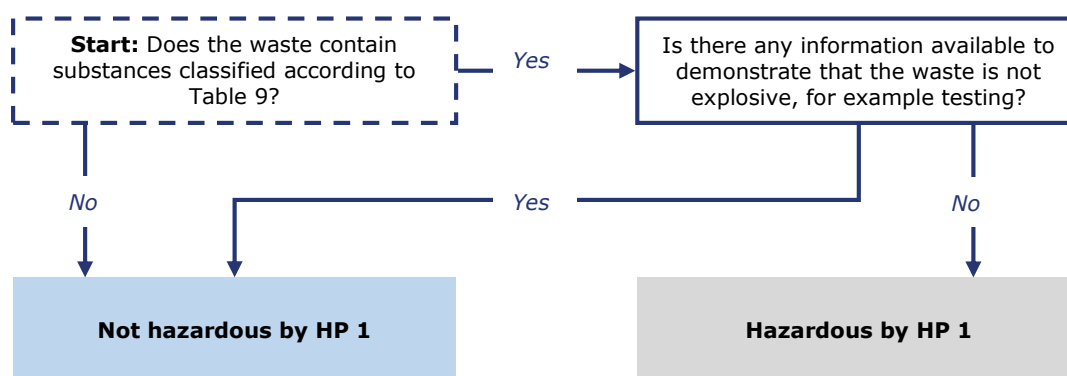 Start: Does the waste contain
substances classified according to
Table 9?
Yes
Is there any information available to
demonstrate that the waste is not
explosive, for example testing?
No
Yes
No
Not hazardous by HP 1
Hazardous by HP 1